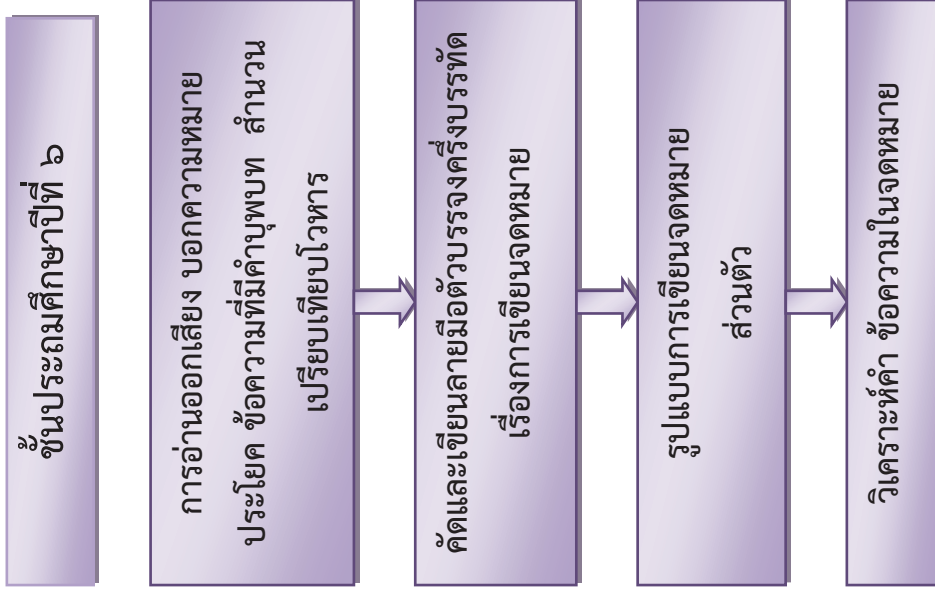 ชั้นประถมศึกษาปีที่ ๖
การอ่านออกเสียง บอกความหมาย
ประโยค ข้อความที่มีคำบุพบท สำนวน
เปรียบเทียบโวหาร
คัดและเขียนลายมือตัวบรรจงครึ่งบรรทัด
เรื่องการเขียนจดหมาย
รูปแบบการเขียนจดหมาย
ส่วนตัว
วิเคราะห์คำ ข้อความในจดหมาย